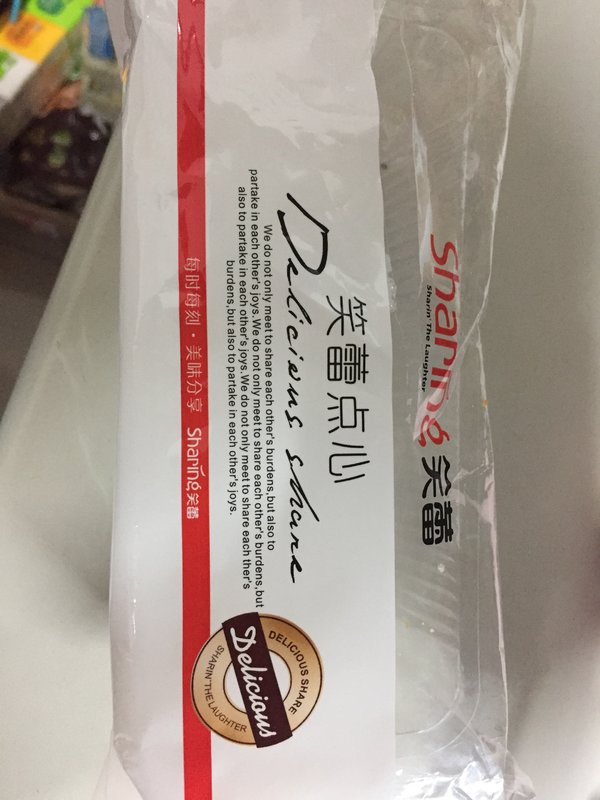 Sharing 笑蕾
Sharin' The Laughter
笑蕾点心
Delicious share
We do not only meet to share each other's burdens,but also to
partake in each other's joys.We do not only meet to share each other's burdens,but
also to partake in each other's joys.We do not only meet to share each ther's
burdens,but also to partake in each other's joys.
DELICIOUS SHARE
Delicious
SHARIN'THE LAUGHTER
每时每刻·美味分享 Sharing 笑蕾